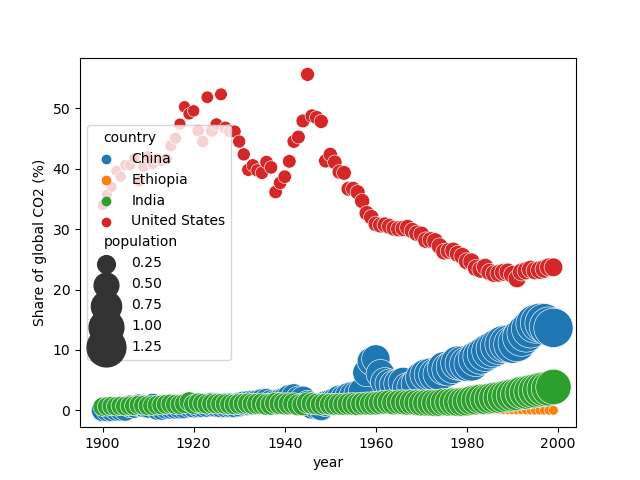 country
China
Ethiopia
India
United States
population
0.25
0.50
0.75
1.00
1.25
Share of global CO2 (%)
50
40
30
20
10
0
1900 1920 1940 1960 1980 2000
year